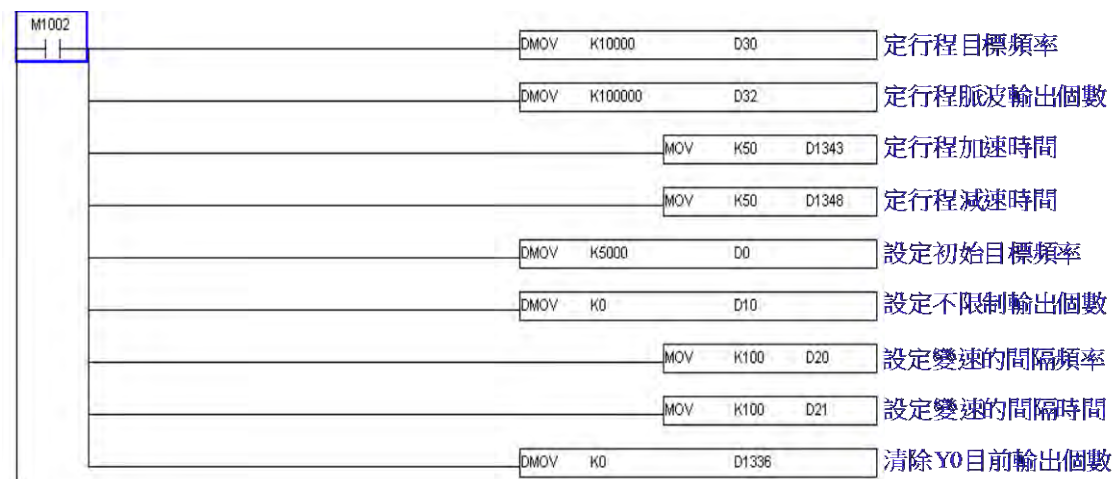 M1002
DMOV K10000 D30 定行程目標頻率
DMOV K100000 D32 定行程脈波輸出個數
MOV K50 D1343 定行程加速時間
MOV K50 D1348 定行程減速時間
DMOV K5000 D0 設定初始目標頻率
DMOV K0 D10 設定不限制輸出個數
MOV K100 D20 設定變速的間隔頻率
MOV K100 D21 設定變速的間隔時間
DMOV K0 D1336 清除Y0目前輸出個數